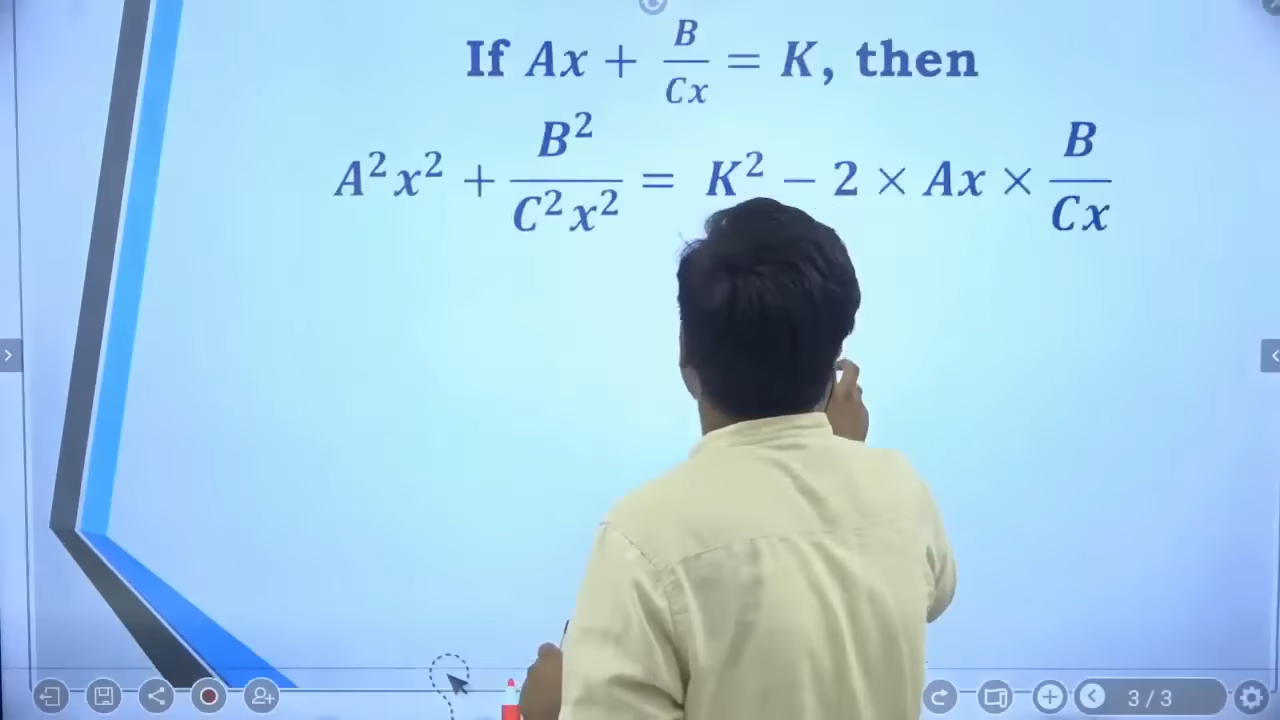 If Ax + B/Cx = K, then
A²x² + B²/C²x² = K² − 2 × Ax × B/Cx
3 / 3